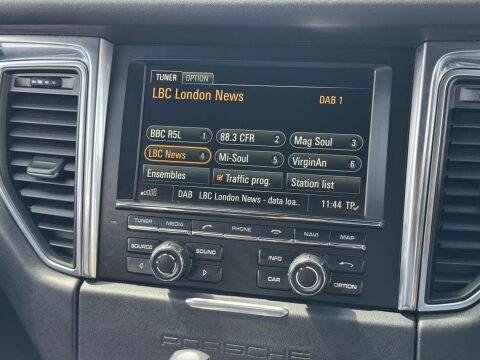 TUNER OPTION
LBC London News DAB 1
BBC R5L 1 88.3 CFR 2 Mag Soul 3
LBC News 4 Mi-Soul 5 VirginAn 6
Ensembles Traffic prog. Station list
DAB LBC London News - data loa.. 11:44 TP
TUNER MEDIA PHONE NAVI MAP
SOURCE SOUND INFO
CAR OPTION
PORSCHE